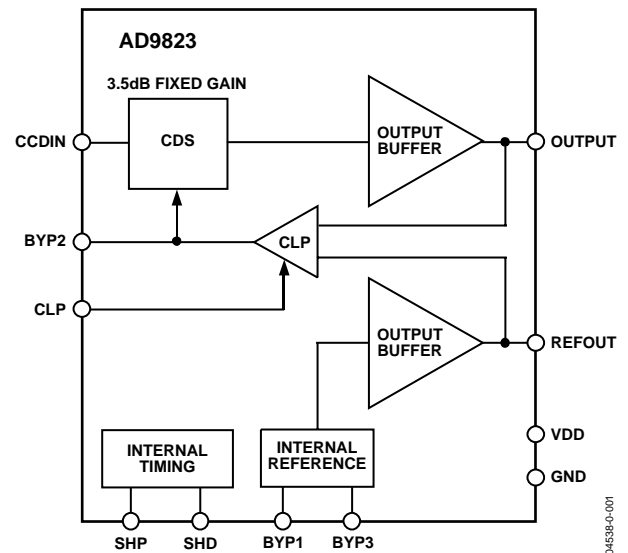 AD9823
3.5dB FIXED GAIN
CCDIN
CDS
OUTPUT
BUFFER
OUTPUT
BYP2
CLP
CLP
OUTPUT
BUFFER
REFOUT
INTERNAL
TIMING
INTERNAL
REFERENCE
VDD
GND
SHP
SHD
BYP1
BYP3
04538-0-001